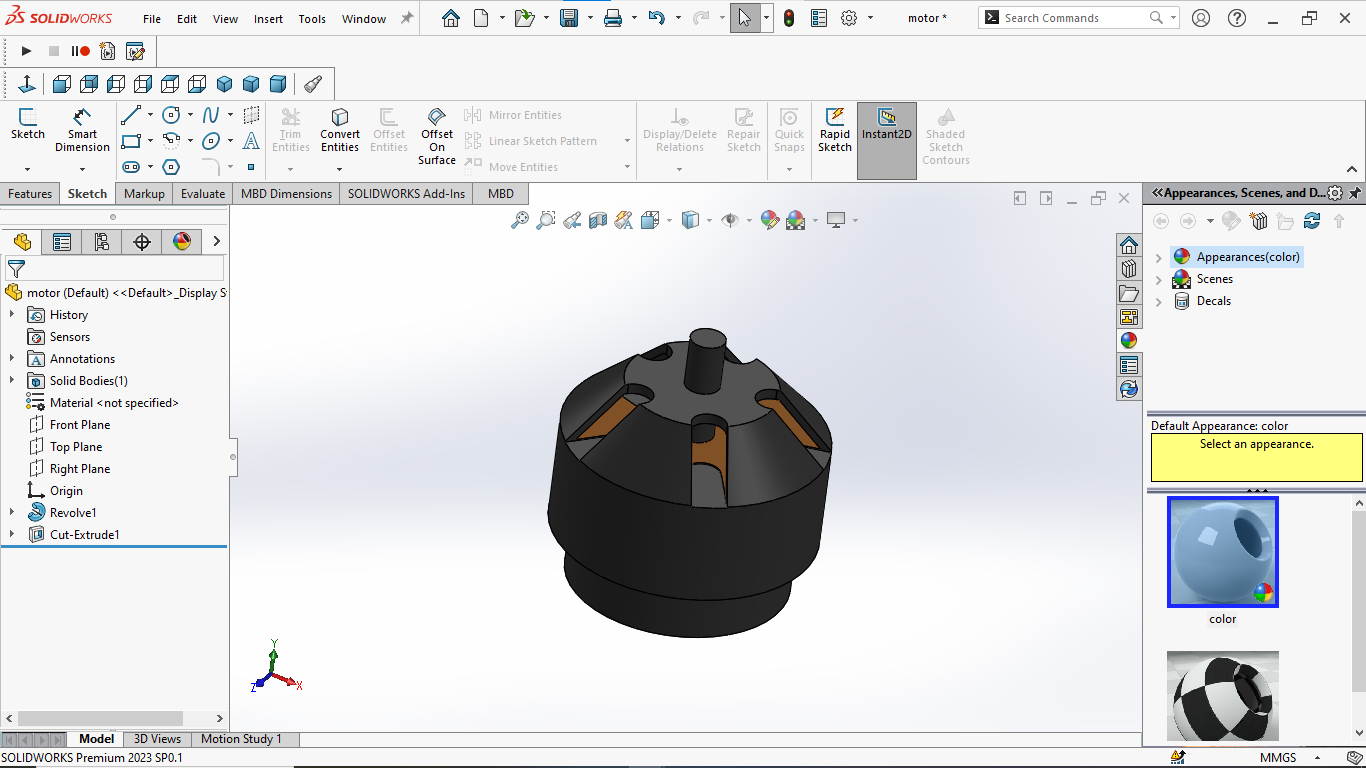 SOLIDWORKS File Edit View Insert Tools Window motor * Search Commands
Sketch
Smart
Dimension
Trim
Entities
Convert
Entities
Offset
Entities
Offset
On
Surface
Mirror Entities
Linear Sketch Pattern
Move Entities
Display/Delete
Relations
Repair
Sketch
Quick
Snaps
Rapid
Sketch
Instant2D
Shaded
Sketch
Contours
Features Sketch Markup Evaluate MBD Dimensions SOLIDWORKS Add-Ins MBD
motor (Default) <<Default>_Display S
History
Sensors
Annotations
Solid Bodies(1)
Material <not specified>
Front Plane
Top Plane
Right Plane
Origin
Revolve1
Cut-Extrude1
Y
Z
X
Appearances, Scenes, and D...
Appearances(color)
Scenes
Decals
Default Appearance: color
Select an appearance.
color
Model 3D Views Motion Study 1
SOLIDWORKS Premium 2023 SP0.1 MMGS